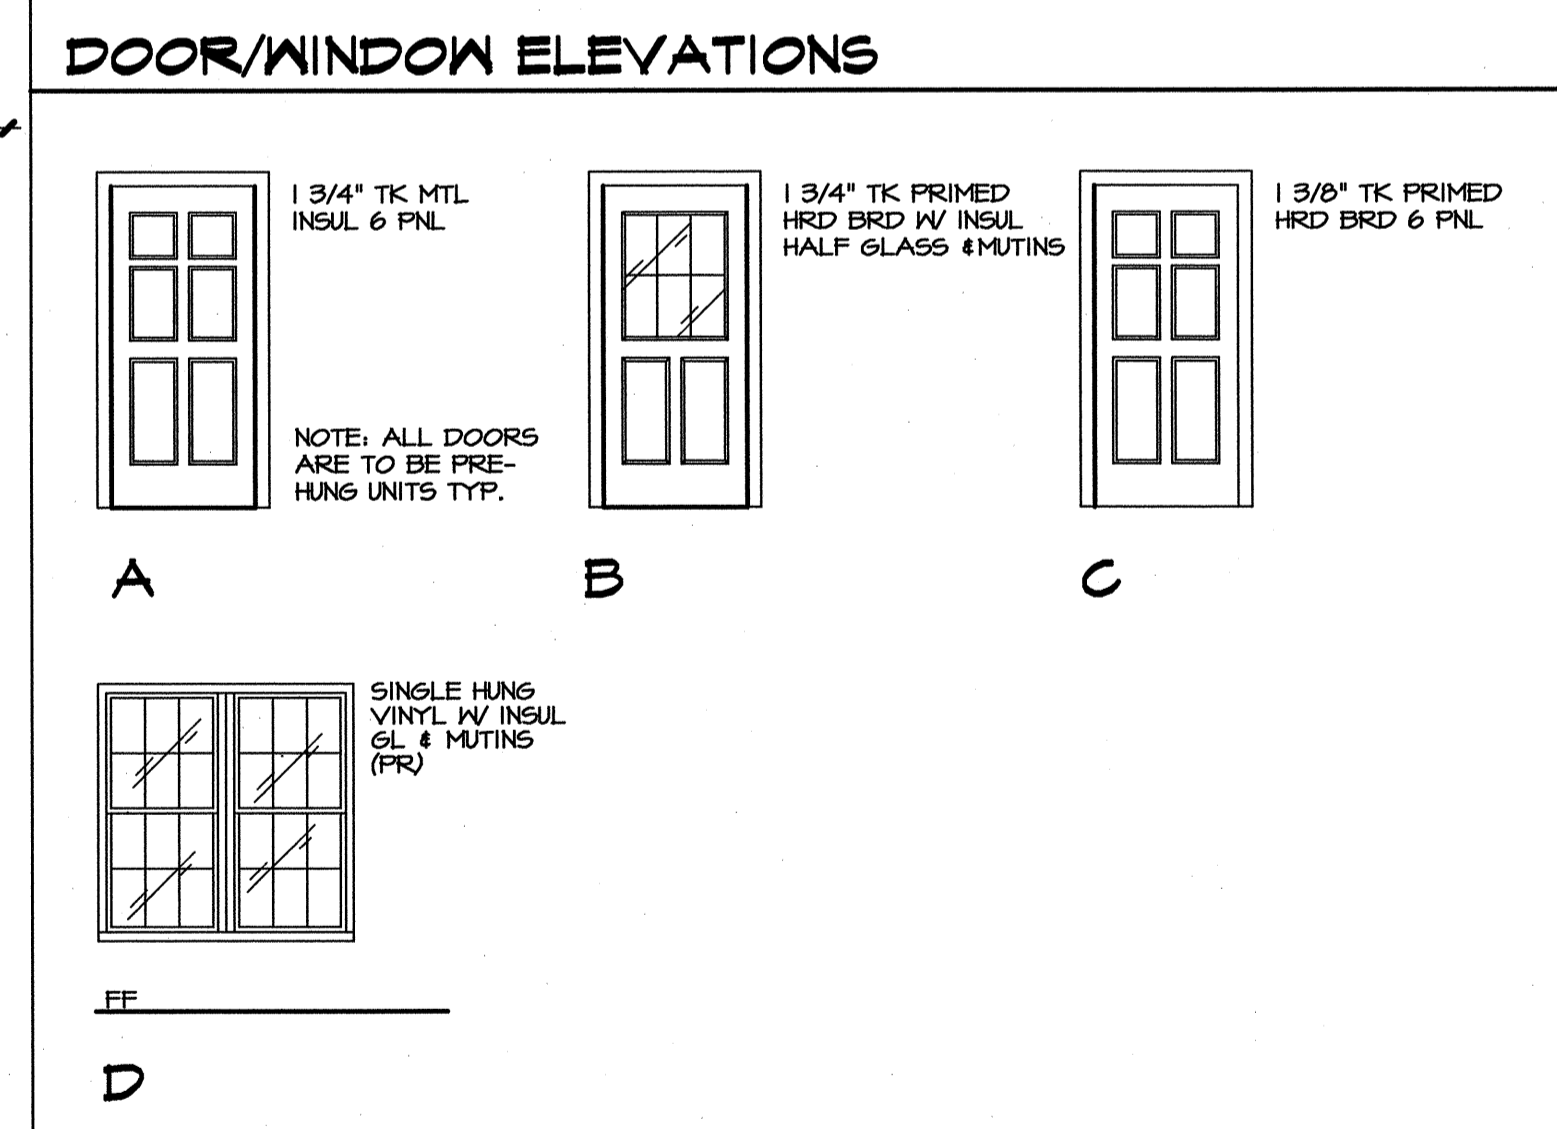 DOOR/WINDOW ELEVATIONS
1 3/4" TK MTL
INSUL 6 PNL
NOTE: ALL DOORS
ARE TO BE PRE-
HUNG UNITS TYP.
A
1 3/4" TK PRIMED
HRD BRD W/ INSUL
HALF GLASS &MUTINS
B
1 3/8" TK PRIMED
HRD BRD 6 PNL
C
SINGLE HUNG
VINYL W/ INSUL
GL & MUTINS
(PR)
FF
D